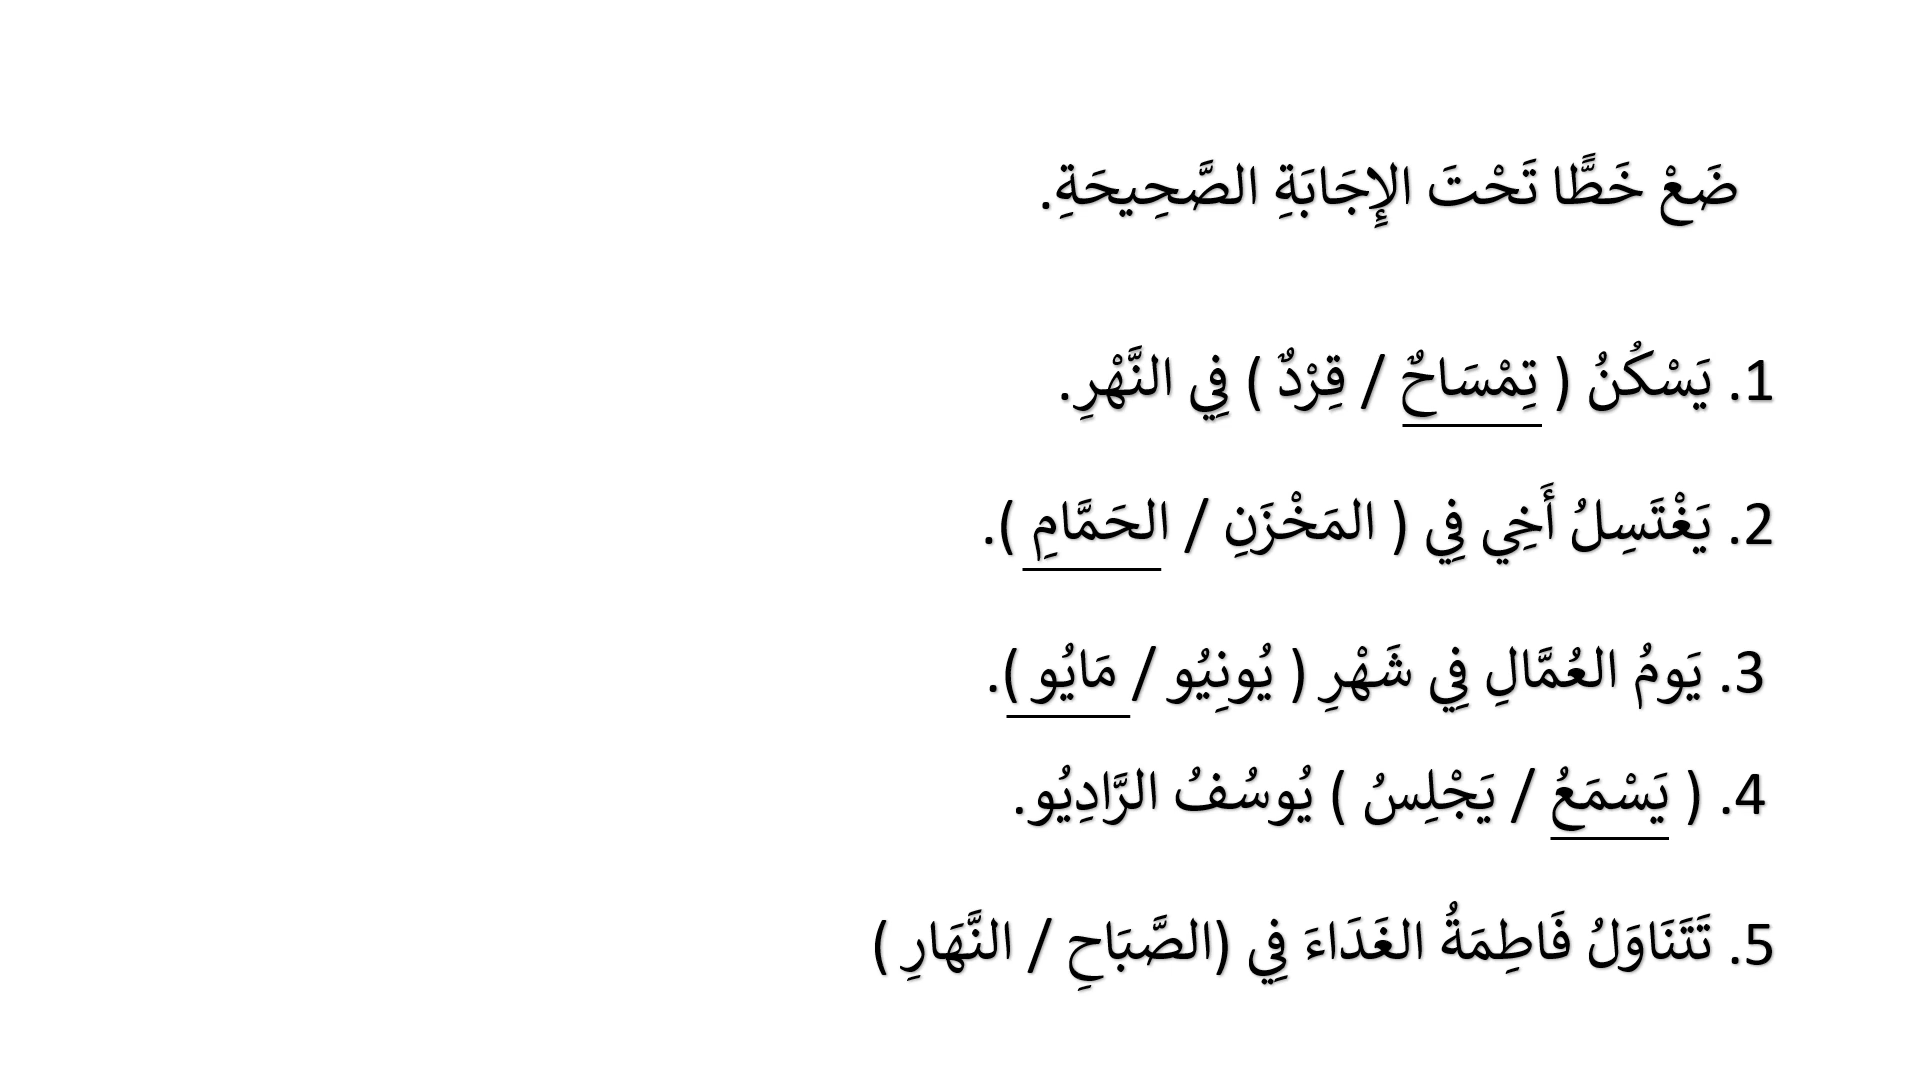 ضَعْ خَطًّا تَحْتَ الإِجَابَةِ الصَّحِيحَةِ.
1. يَسْكُنُ ( تِمْسَاحٌ / قِرْدٌ ) فِي النَّهْرِ.
2. يَغْتَسِلُ أَخِي فِي ( المَخْزَنِ / الحَمَّامِ ).
3. يَومُ العُمَّالِ فِي شَهْرِ ( يُونِيُو / مَايُو ).
4. ( يَسْمَعُ / يَجْلِسُ ) يُوسُفُ الرَّادِيُو.
5. تَتَنَاوَلُ فَاطِمَةُ الغَدَاءَ فِي (الصَّبَاحِ / النَّهَارِ )